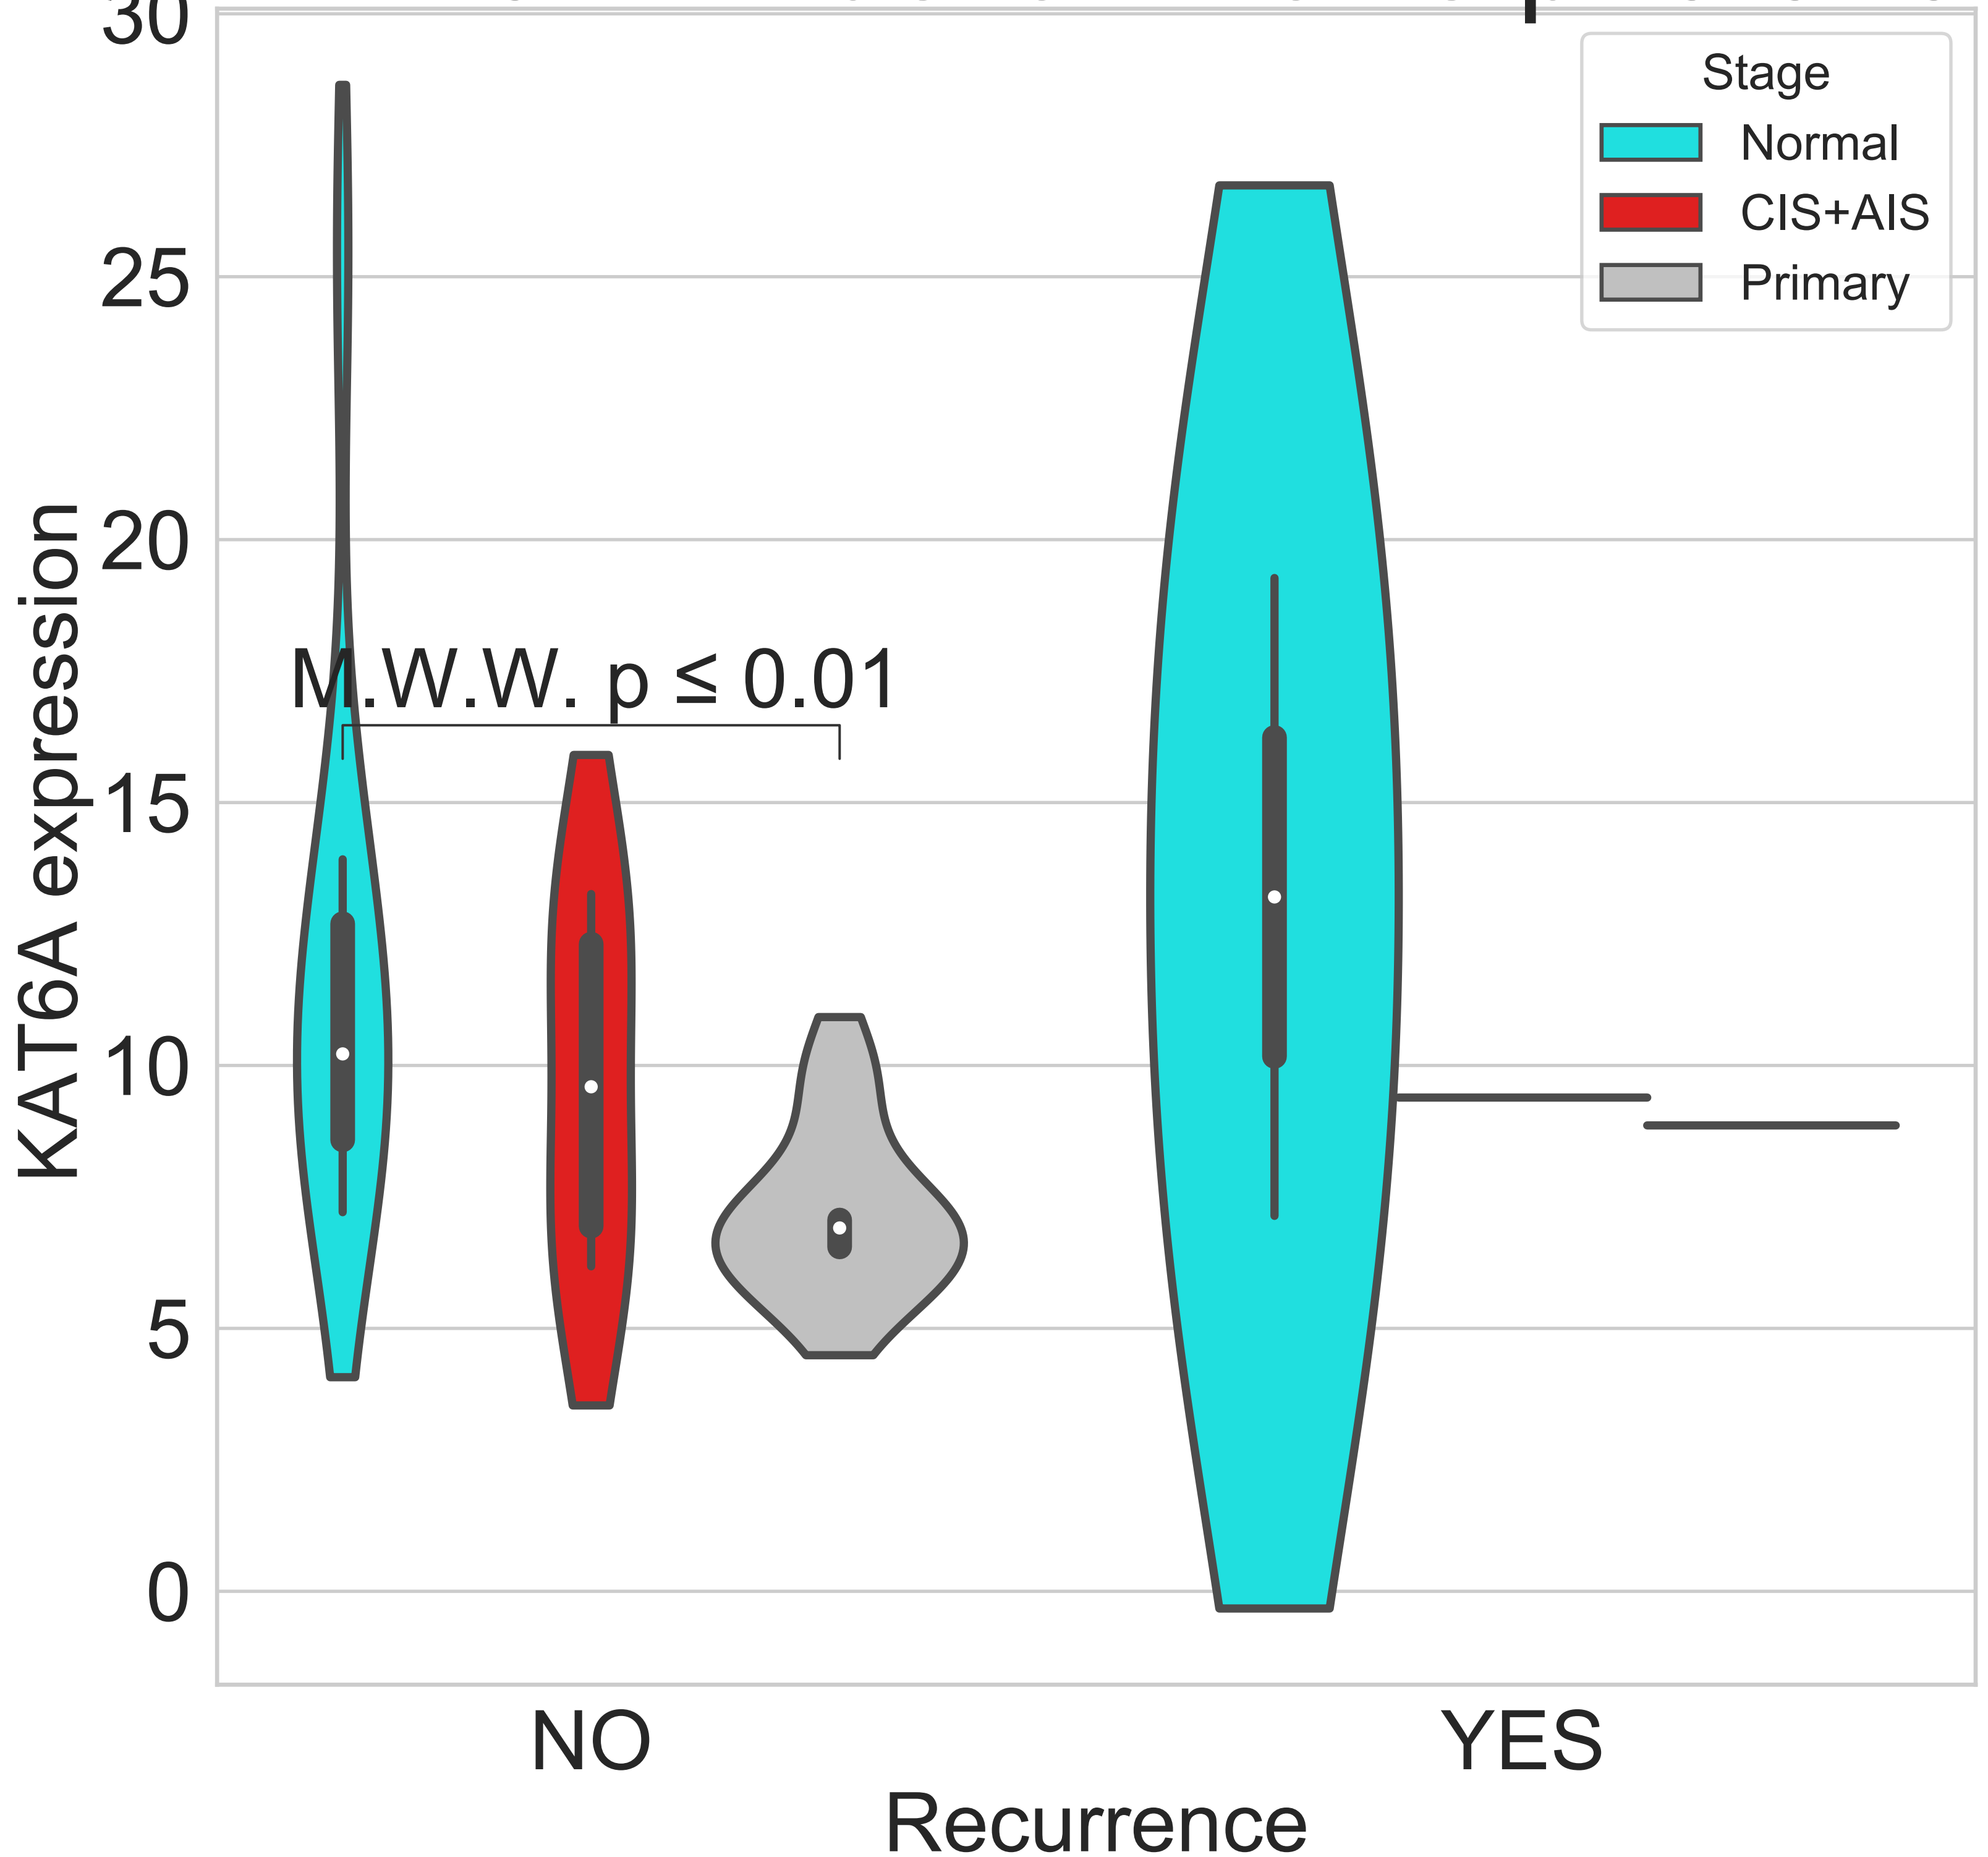 30
Stage
Normal
CIS+AIS
Primary
25
20
M.W.W. p ≤ 0.01
15
KAT6A expression
10
5
0
NO YES
Recurrence